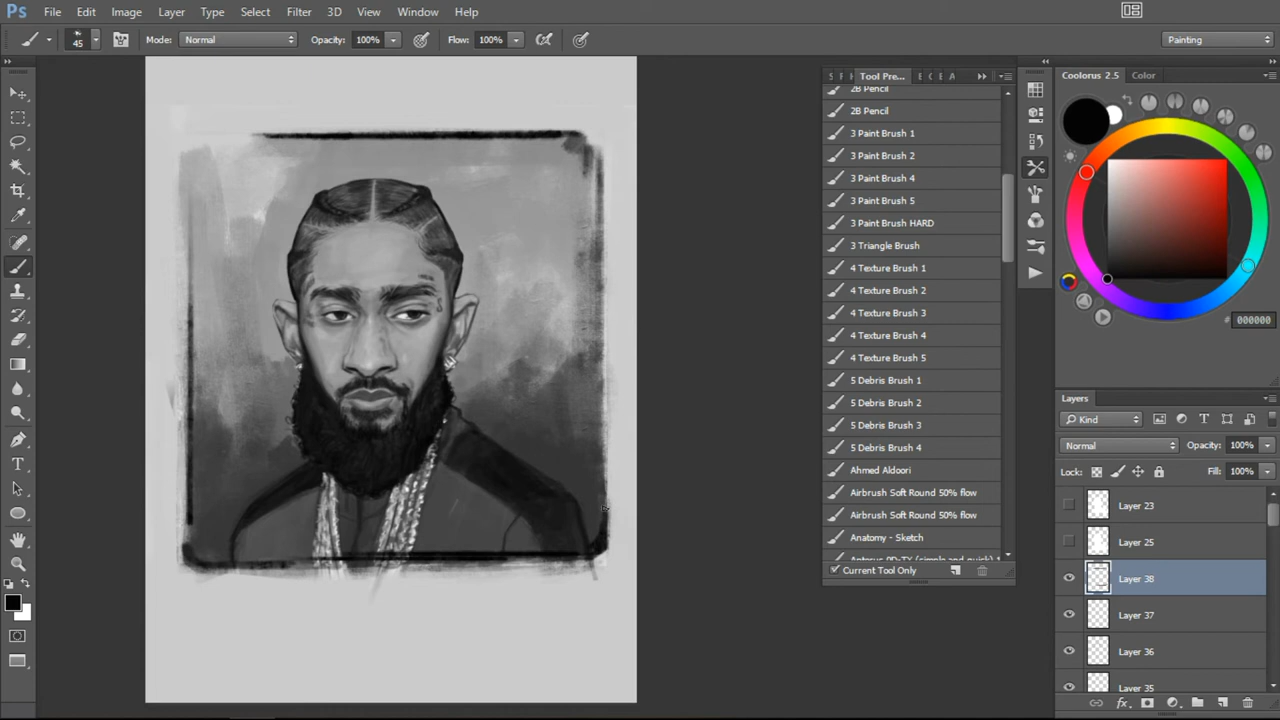 Ps File Edit Image Layer Type Select Filter 3D View Window Help
45 Mode: Normal Opacity: 100% Flow: 100% Painting
Tool Pre...
2B Pencil
2B Pencil
3 Paint Brush 1
3 Paint Brush 2
3 Paint Brush 4
3 Paint Brush 5
3 Paint Brush HARD
3 Triangle Brush
4 Texture Brush 1
4 Texture Brush 2
4 Texture Brush 3
4 Texture Brush 4
4 Texture Brush 5
5 Debris Brush 1
5 Debris Brush 2
5 Debris Brush 3
5 Debris Brush 4
Ahmed Aldoori
Airbrush Soft Round 50% flow
Airbrush Soft Round 50% flow
Anatomy - Sketch
Current Tool Only
Coolorus 2.5 Color
# 000000
Layers
Kind
Normal Opacity: 100%
Lock: Fill: 100%
Layer 23
Layer 25
Layer 38
Layer 37
Layer 36
Layer 35
fx